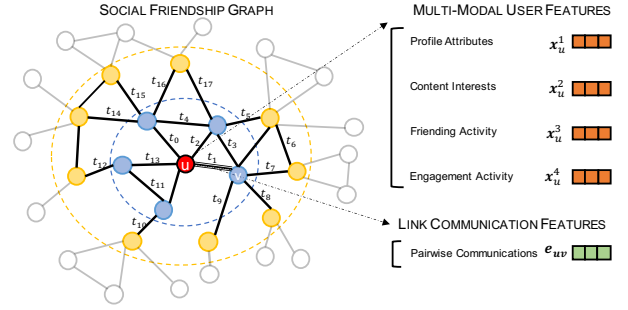 SOCIAL FRIENDSHIP GRAPH
MULTI-MODAL USER FEATURES
Profile Attributes x_u^1
Content Interests x_u^2
Friending Activity x_u^3
Engagement Activity x_u^4
LINK COMMUNICATION FEATURES
Pairwise Communications e_uv
t_16 t_17
t_15
t_14 t_4 t_5
t_0 t_2 t_3 t_6
t_12 t_13 u t_1 v t_7
t_11 t_9 t_8
t_10